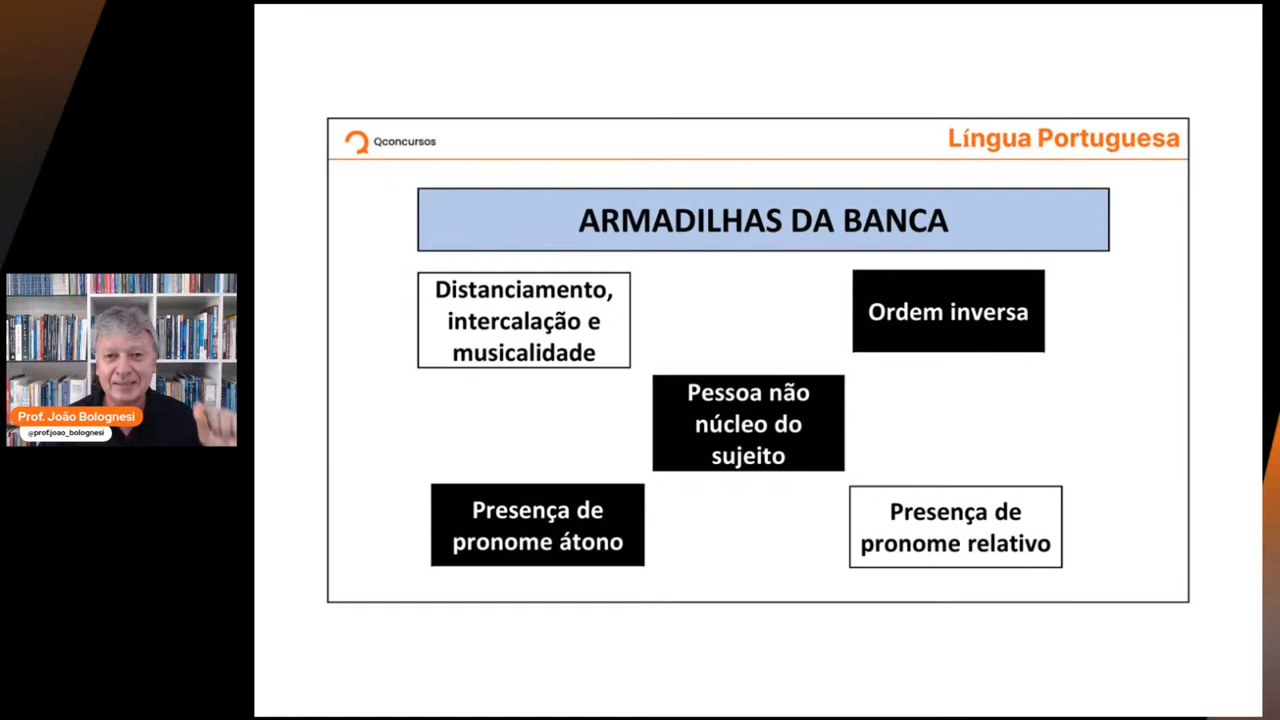 Qconcursos
Língua Portuguesa
ARMADILHAS DA BANCA
Distanciamento,
intercalação e
musicalidade
Ordem inversa
Pessoa não
núcleo do
sujeito
Presença de
pronome átono
Presença de
pronome relativo
Prof. João Bolognesi
@prof.joao_bolognesi